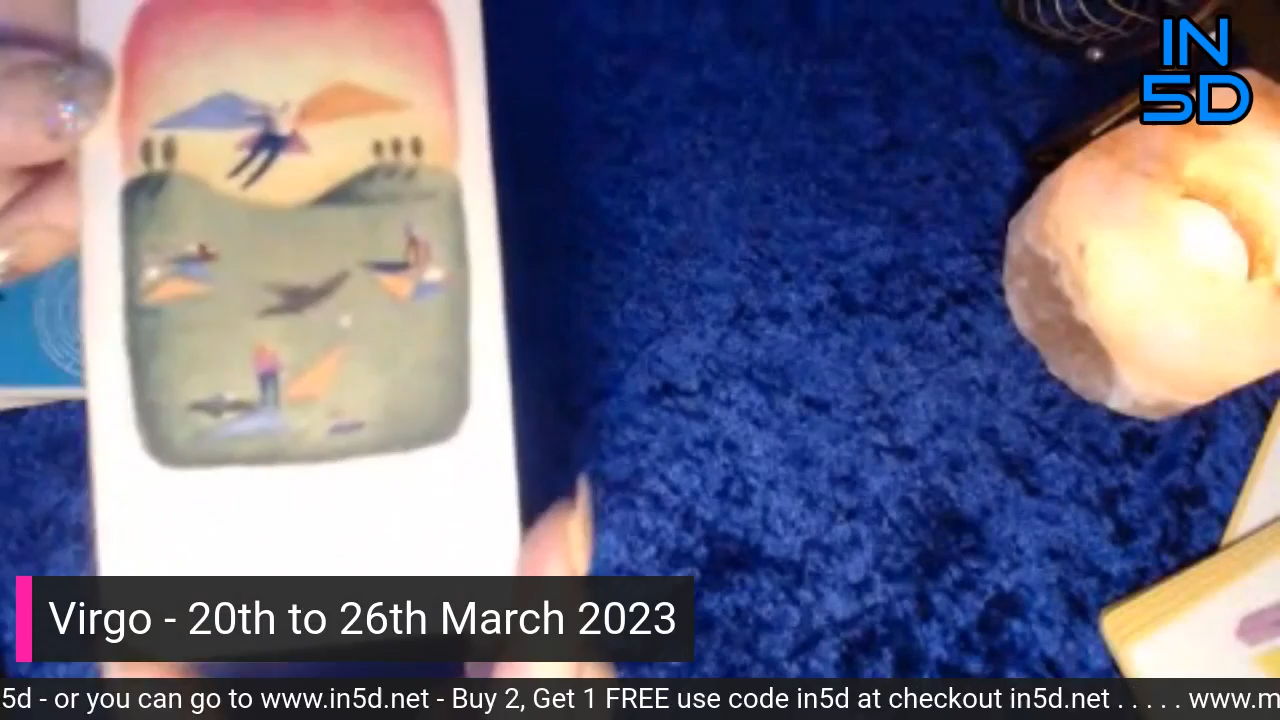 IN
5D
Virgo - 20th to 26th March 2023
5d - or you can go to www.in5d.net - Buy 2, Get 1 FREE use code in5d at checkout in5d.net . . . . . www.m